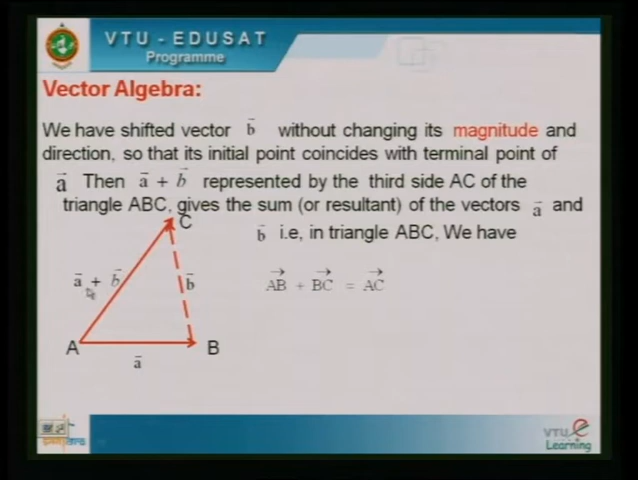 VTU - EDUSAT
Programme
Vector Algebra:
We have shifted vector b̄ without changing its magnitude and
direction, so that its initial point coincides with terminal point of
ā Then ā + b̄ represented by the third side AC of the
triangle ABC, gives the sum (or resultant) of the vectors ā and
b̄ i.e, in triangle ABC, We have
C
ā + b̄
b̄
AB→ + BC→ = AC→
A
B
ā
VTU e
Learning